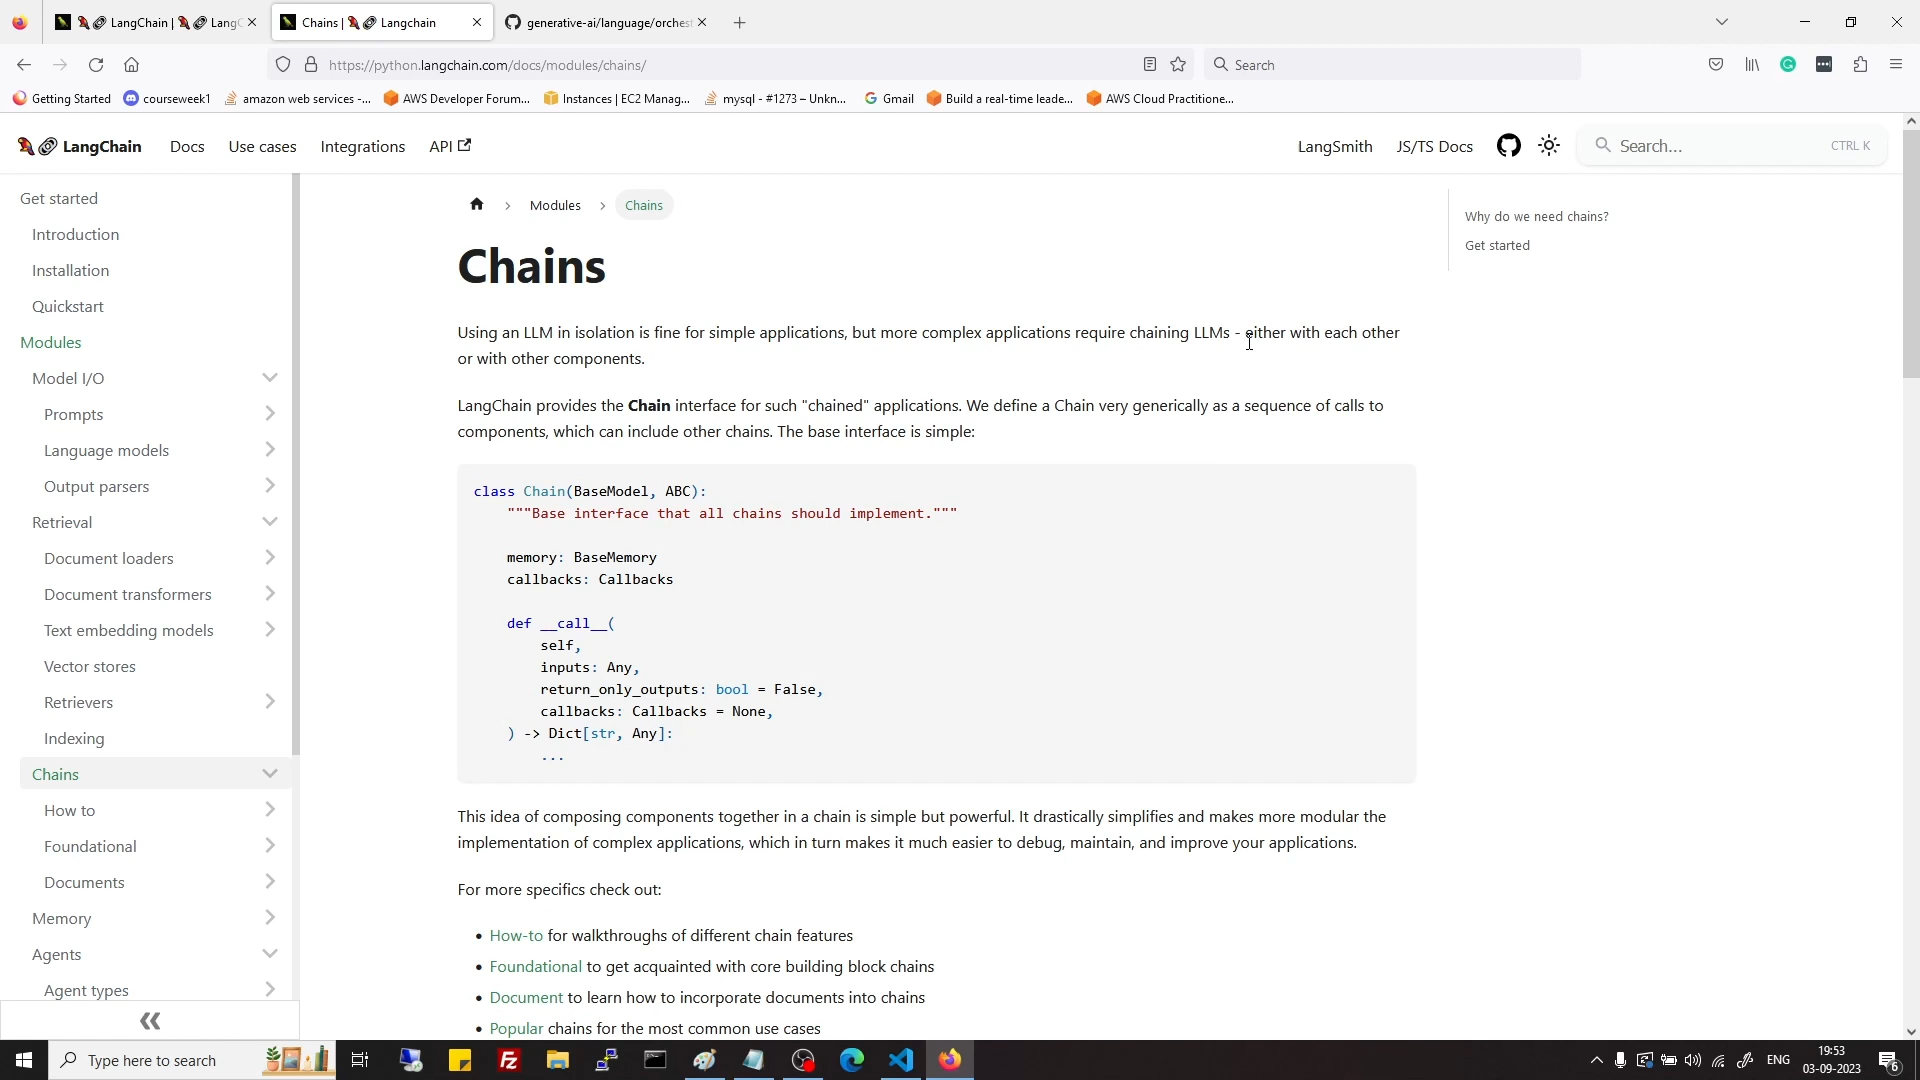 LangChain | LangC
Chains | Langchain
generative-ai/language/orchest
https://python.langchain.com/docs/modules/chains/
Search
Getting Started
courseweek1
amazon web services -...
AWS Developer Forum...
Instances | EC2 Manag...
mysql - #1273 – Unkn...
Gmail
Build a real-time leade...
AWS Cloud Practitione...
LangChain
Docs
Use cases
Integrations
API
LangSmith
JS/TS Docs
Search...
CTRL K
Get started
Introduction
Installation
Quickstart
Modules
Model I/O
Prompts
Language models
Output parsers
Retrieval
Document loaders
Document transformers
Text embedding models
Vector stores
Retrievers
Indexing
Chains
How to
Foundational
Documents
Memory
Agents
Agent types
Modules
Chains
Chains
Using an LLM in isolation is fine for simple applications, but more complex applications require chaining LLMs - either with each other
or with other components.
LangChain provides the Chain interface for such "chained" applications. We define a Chain very generically as a sequence of calls to
components, which can include other chains. The base interface is simple:
class Chain(BaseModel, ABC):
"""Base interface that all chains should implement."""
memory: BaseMemory
callbacks: Callbacks
def __call__(
self,
inputs: Any,
return_only_outputs: bool = False,
callbacks: Callbacks = None,
) -> Dict[str, Any]:
...
This idea of composing components together in a chain is simple but powerful. It drastically simplifies and makes more modular the
implementation of complex applications, which in turn makes it much easier to debug, maintain, and improve your applications.
For more specifics check out:
• How-to for walkthroughs of different chain features
• Foundational to get acquainted with core building block chains
• Document to learn how to incorporate documents into chains
• Popular chains for the most common use cases
Why do we need chains?
Get started
Type here to search
ENG
19:53
03-09-2023
6